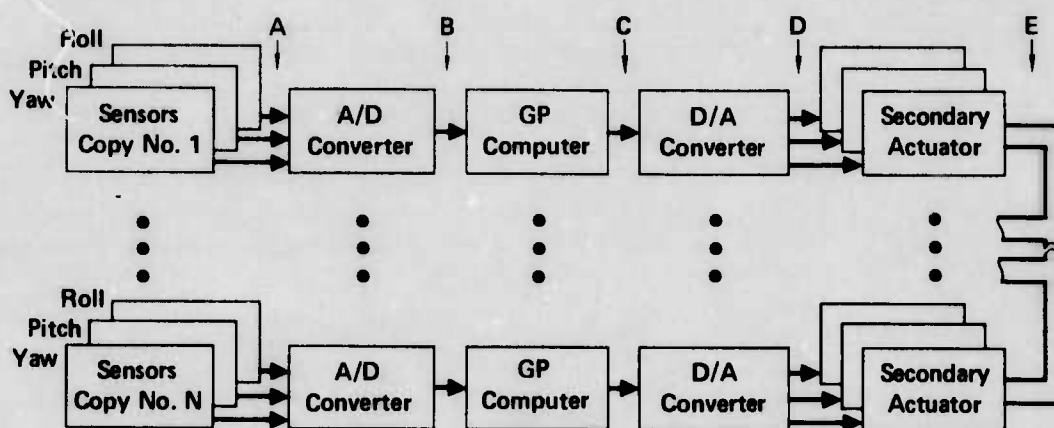 A B C D E
Roll
Pitch
Yaw
Sensors
Copy No. 1
A/D
Converter
GP
Computer
D/A
Converter
Secondary
Actuator
Roll
Pitch
Yaw
Sensors
Copy No. N
A/D
Converter
GP
Computer
D/A
Converter
Secondary
Actuator